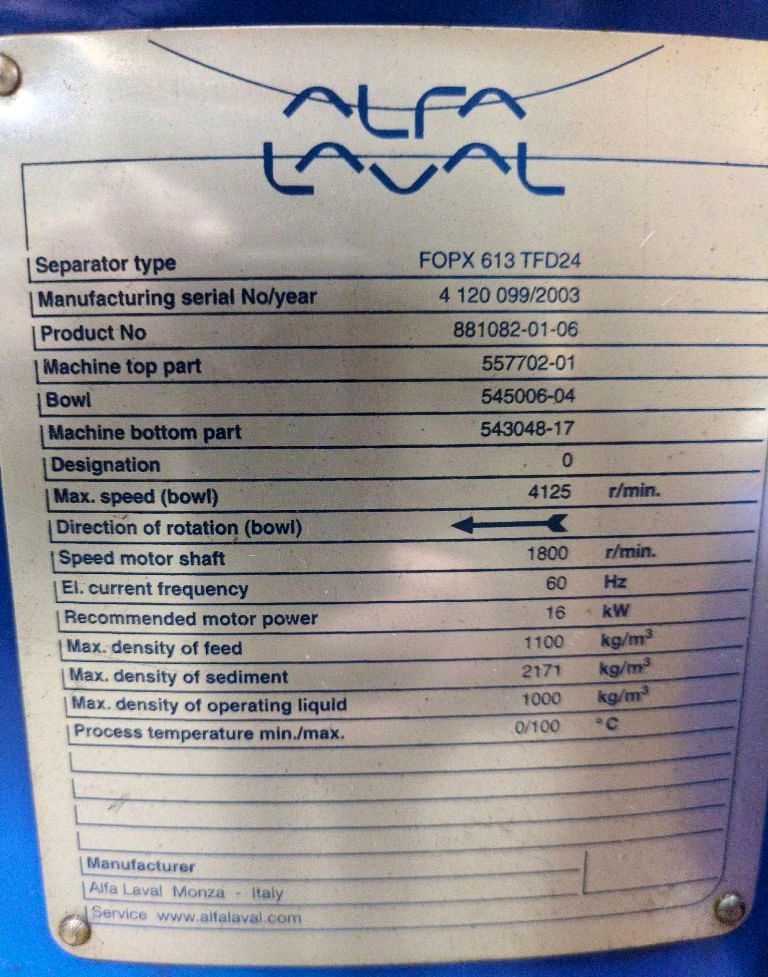 ALFA
LAVAL
Separator type FOPX 613 TFD24
Manufacturing serial No/year 4 120 099/2003
Product No 881082-01-06
Machine top part 557702-01
Bowl 545006-04
Machine bottom part 543048-17
Designation 0
Max. speed (bowl) 4125 r/min.
Direction of rotation (bowl)
Speed motor shaft 1800 r/min.
El. current frequency 60 Hz
Recommended motor power 16 kW
Max. density of feed 1100 kg/m³
Max. density of sediment 2171 kg/m³
Max. density of operating liquid 1000 kg/m³
Process temperature min./max. 0/100 °C
Manufacturer
Alfa Laval Monza - Italy
Service www.alfalaval.com